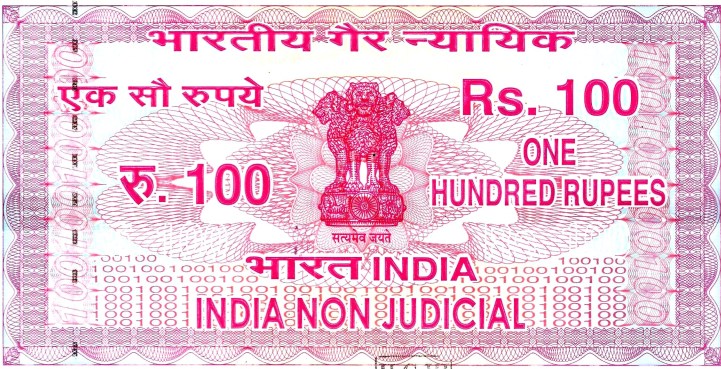 भारतीय गैर न्यायिक
एक सौ रुपये
Rs. 100
रु. 100
ONE
HUNDRED RUPEES
सत्यमेव जयते
भारत INDIA
INDIA NON JUDICIAL